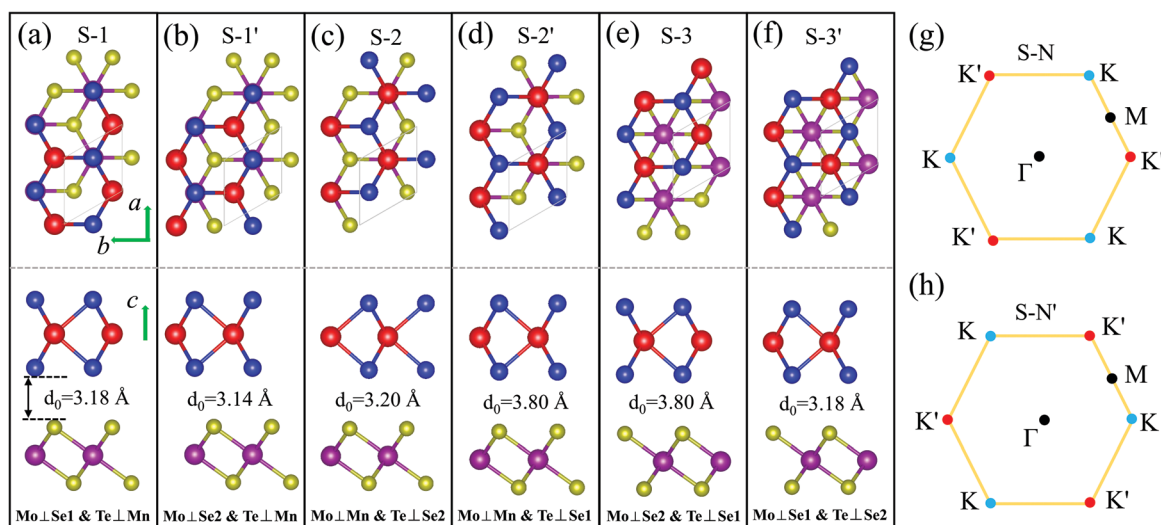 (a) S-1
(b) S-1'
(c) S-2
(d) S-2'
(e) S-3
(f) S-3'
a
b
c
d₀=3.18 Å
d₀=3.14 Å
d₀=3.20 Å
d₀=3.80 Å
d₀=3.80 Å
d₀=3.18 Å
Mo⊥Se1 & Te⊥Mn
Mo⊥Se2 & Te⊥Mn
Mo⊥Mn & Te⊥Se2
Mo⊥Mn & Te⊥Se1
Mo⊥Se2 & Te⊥Se1
Mo⊥Se1 & Te⊥Se2
(g)
S-N
K' K
M
K Γ K'
K' K
(h)
S-N'
K K'
M
K' Γ K
K K'